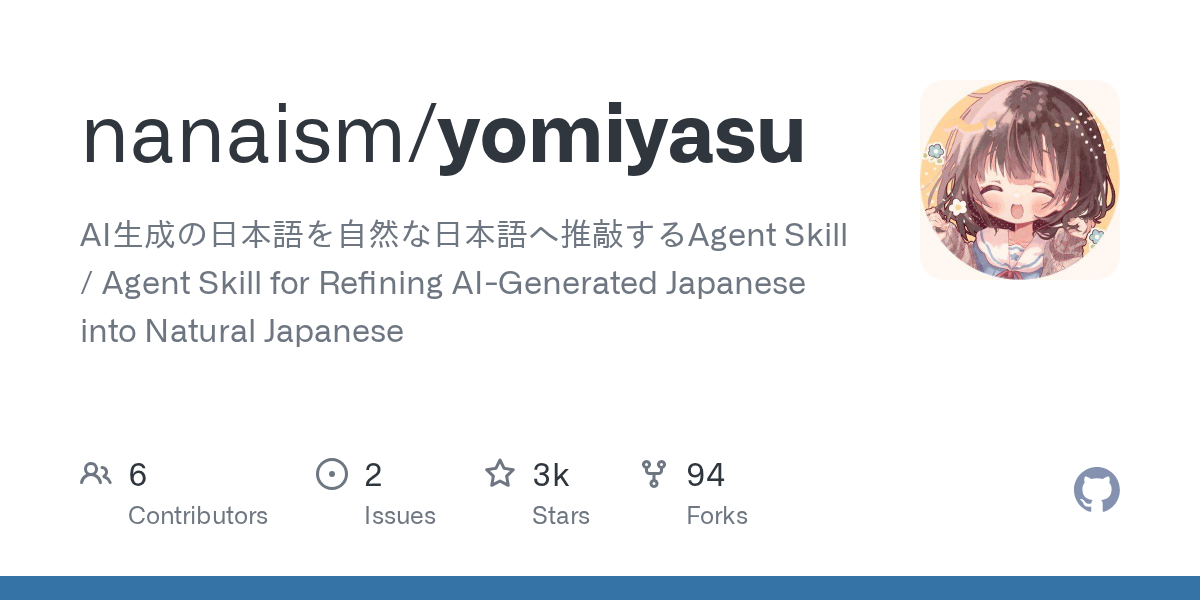 nanaism/yomiyasu
AI生成の日本語を自然な日本語へ推敲するAgent Skill
/ Agent Skill for Refining AI-Generated Japanese
into Natural Japanese
6 2 3k 94
Contributors Issues Stars Forks